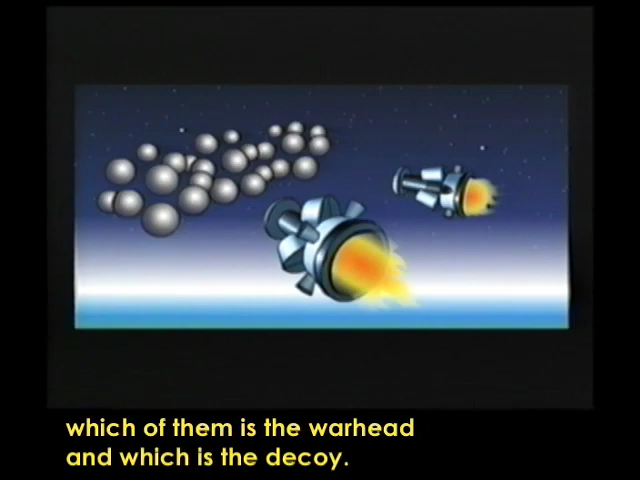 which of them is the warhead
and which is the decoy.